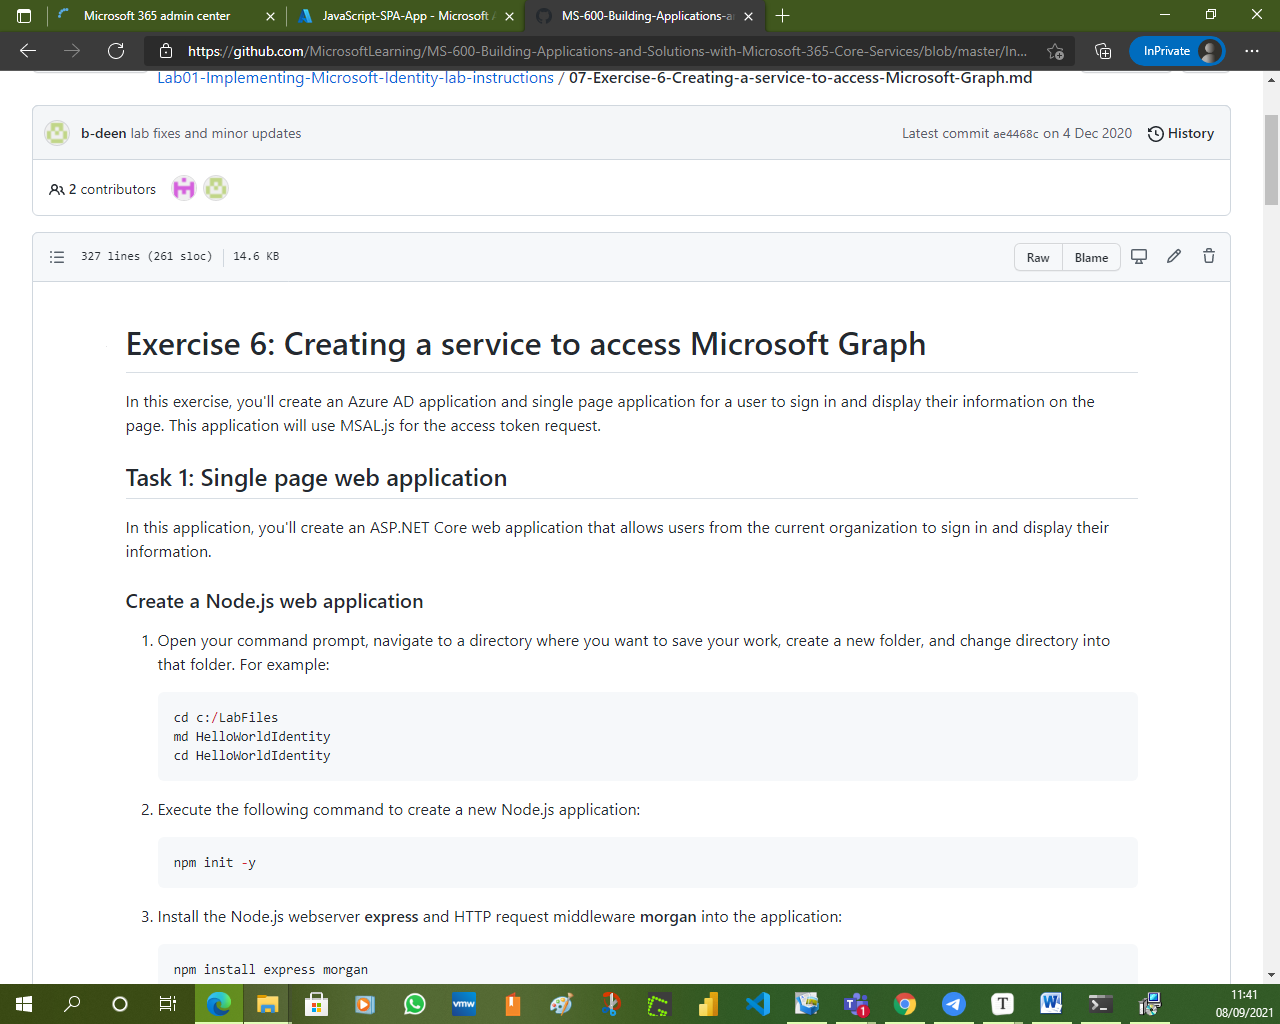 Microsoft 365 admin center
JavaScript-SPA-App - Microsoft A
MS-600-Building-Applications-a
https://github.com/MicrosoftLearning/MS-600-Building-Applications-and-Solutions-with-Microsoft-365-Core-Services/blob/master/In...
InPrivate
Lab01-Implementing-Microsoft-Identity-lab-instructions / 07-Exercise-6-Creating-a-service-to-access-Microsoft-Graph.md
b-deen lab fixes and minor updates
Latest commit ae4468c on 4 Dec 2020
History
2 contributors
327 lines (261 sloc)
14.6 KB
Raw
Blame
Exercise 6: Creating a service to access Microsoft Graph
In this exercise, you'll create an Azure AD application and single page application for a user to sign in and display their information on the
page. This application will use MSAL.js for the access token request.
Task 1: Single page web application
In this application, you'll create an ASP.NET Core web application that allows users from the current organization to sign in and display their
information.
Create a Node.js web application
1. Open your command prompt, navigate to a directory where you want to save your work, create a new folder, and change directory into
that folder. For example:
cd c:/LabFiles
md HelloWorldIdentity
cd HelloWorldIdentity
2. Execute the following command to create a new Node.js application:
npm init -y
3. Install the Node.js webserver express and HTTP request middleware morgan into the application:
npm install express morgan
vmw
1
T
11:41
08/09/2021